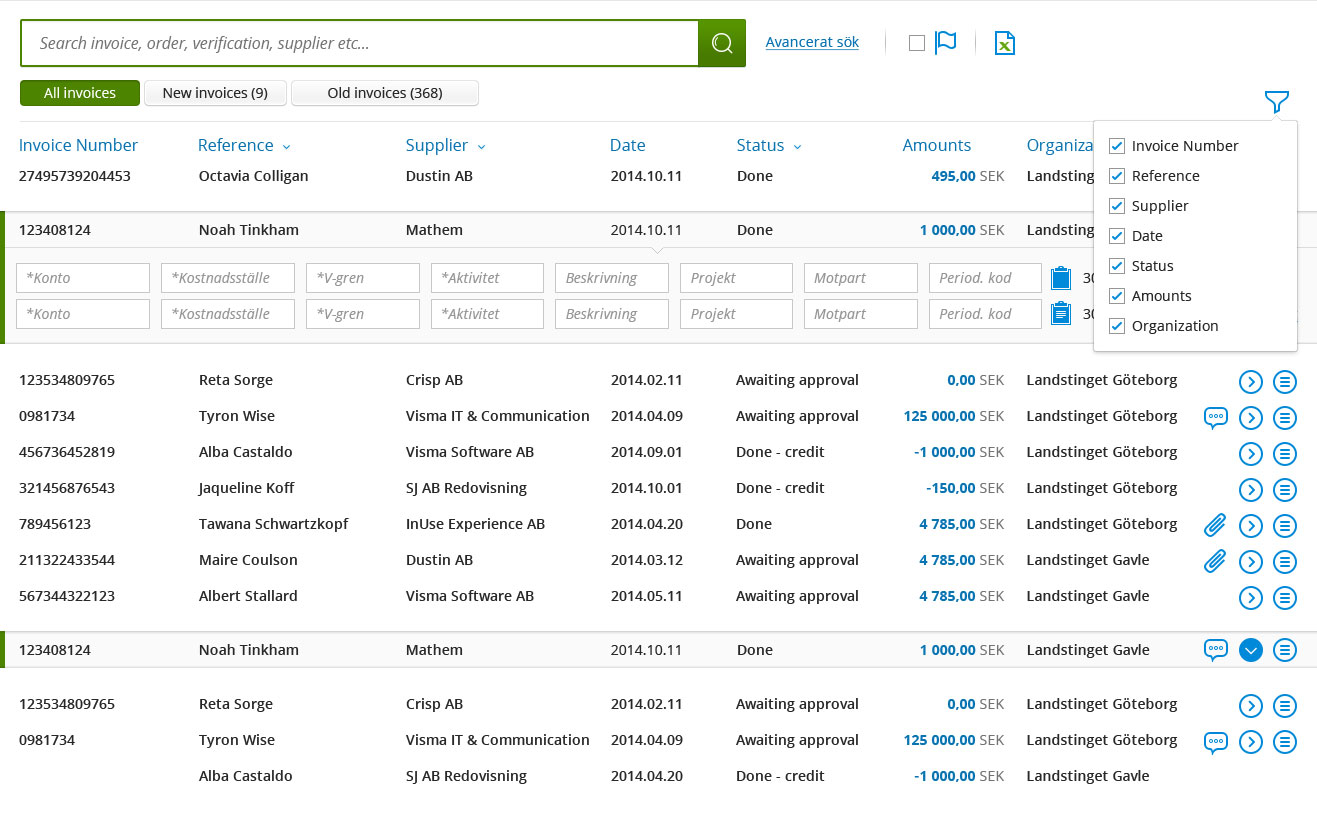 Search invoice, order, verification, supplier etc...
Avancerat sök
All invoices New invoices (9) Old invoices (368)
Invoice Number Reference Supplier Date Status Amounts Organiza
27495739204453 Octavia Colligan Dustin AB 2014.10.11 Done 495,00 SEK Landsting
123408124 Noah Tinkham Mathem 2014.10.11 Done 1 000,00 SEK Landsting
*Konto *Kostnadsställe *V-gren *Aktivitet Beskrivning Projekt Motpart Period. kod 30
*Konto *Kostnadsställe *V-gren *Aktivitet Beskrivning Projekt Motpart Period. kod 30
Invoice Number
Reference
Supplier
Date
Status
Amounts
Organization
123534809765 Reta Sorge Crisp AB 2014.02.11 Awaiting approval 0,00 SEK Landstinget Göteborg
0981734 Tyron Wise Visma IT & Communication 2014.04.09 Awaiting approval 125 000,00 SEK Landstinget Göteborg
456736452819 Alba Castaldo Visma Software AB 2014.09.01 Done - credit -1 000,00 SEK Landstinget Göteborg
321456876543 Jaqueline Koff SJ AB Redovisning 2014.10.01 Done - credit -150,00 SEK Landstinget Göteborg
789456123 Tawana Schwartzkopf InUse Experience AB 2014.04.20 Done 4 785,00 SEK Landstinget Göteborg
211322433544 Maire Coulson Dustin AB 2014.03.12 Awaiting approval 4 785,00 SEK Landstinget Gavle
567344322123 Albert Stallard Visma Software AB 2014.05.11 Awaiting approval 4 785,00 SEK Landstinget Gavle
123408124 Noah Tinkham Mathem 2014.10.11 Done 1 000,00 SEK Landstinget Gavle
123534809765 Reta Sorge Crisp AB 2014.02.11 Awaiting approval 0,00 SEK Landstinget Göteborg
0981734 Tyron Wise Visma IT & Communication 2014.04.09 Awaiting approval 125 000,00 SEK Landstinget Göteborg
Alba Castaldo SJ AB Redovisning 2014.04.20 Done - credit -1 000,00 SEK Landstinget Gavle